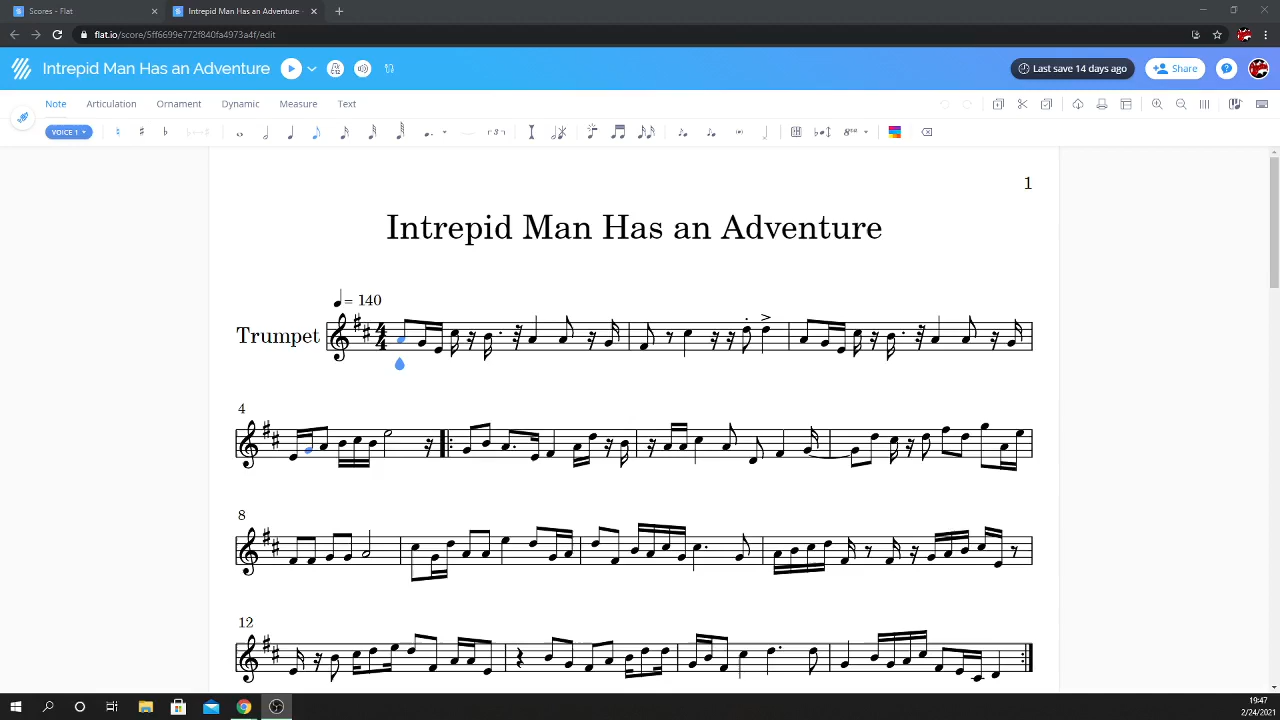 Scores - Flat
Intrepid Man Has an Adventure -
flat.io/score/5ff6699e772f840fa4973a4f/edit
Intrepid Man Has an Adventure
Last save 14 days ago
Share
Note Articulation Ornament Dynamic Measure Text
VOICE 1
1
Intrepid Man Has an Adventure
= 140
Trumpet
4
8
12
19:47
2/24/2021